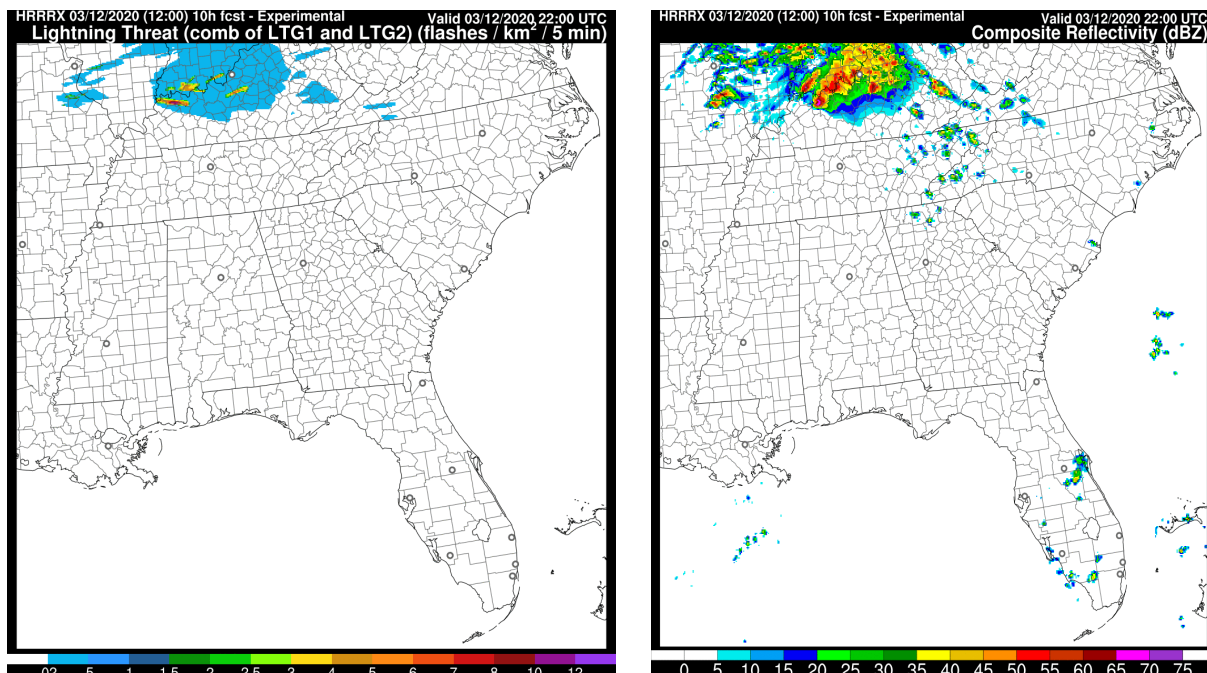 HRRRX 03/12/2020 (12:00) 10h fcst - Experimental Valid 03/12/2020 22:00 UTC
Lightning Threat (comb of LTG1 and LTG2) (flashes / km² / 5 min)
.02 .5 1 1.5 2 2.5 3 4 5 6 7 8 10 12
HRRRX 03/12/2020 (12:00) 10h fcst - Experimental Valid 03/12/2020 22:00 UTC
Composite Reflectivity (dBZ)
0 5 10 15 20 25 30 35 40 45 50 55 60 65 70 75